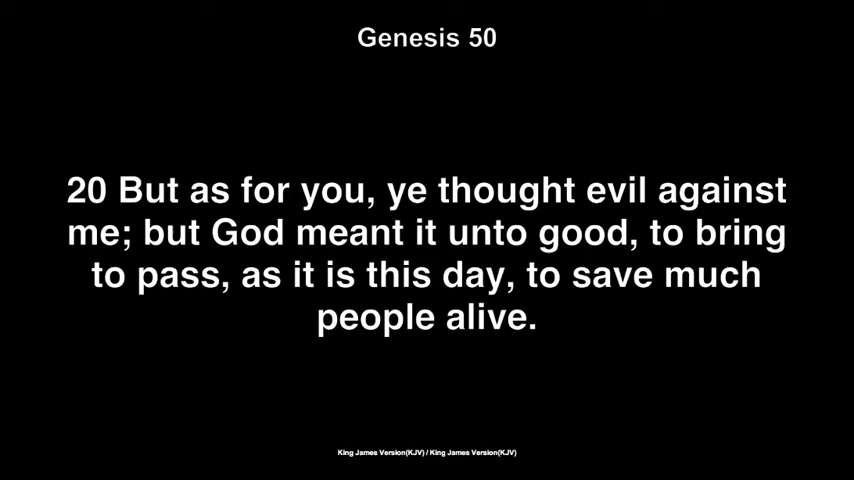 Genesis 50
20 But as for you, ye thought evil against
me; but God meant it unto good, to bring
to pass, as it is this day, to save much
people alive.
King James Version(KJV) / King James Version(KJV)